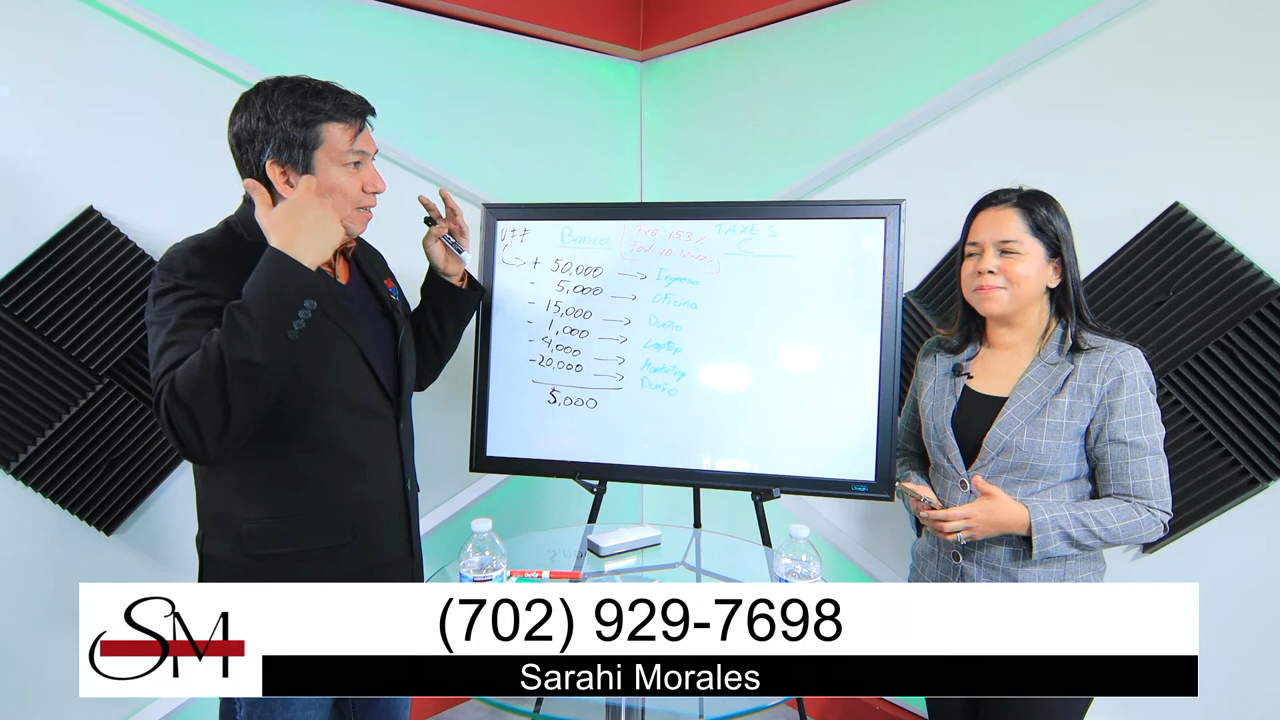 Banco
TAXES
C
+ 50,000 → Ingreso
- 5,000 → Oficina
- 15,000 → Dueño
- 1,000 → Laptop
- 4,000 → Marketing
- 20,000 → Dueño
5,000
SM
(702) 929-7698
Sarahi Morales